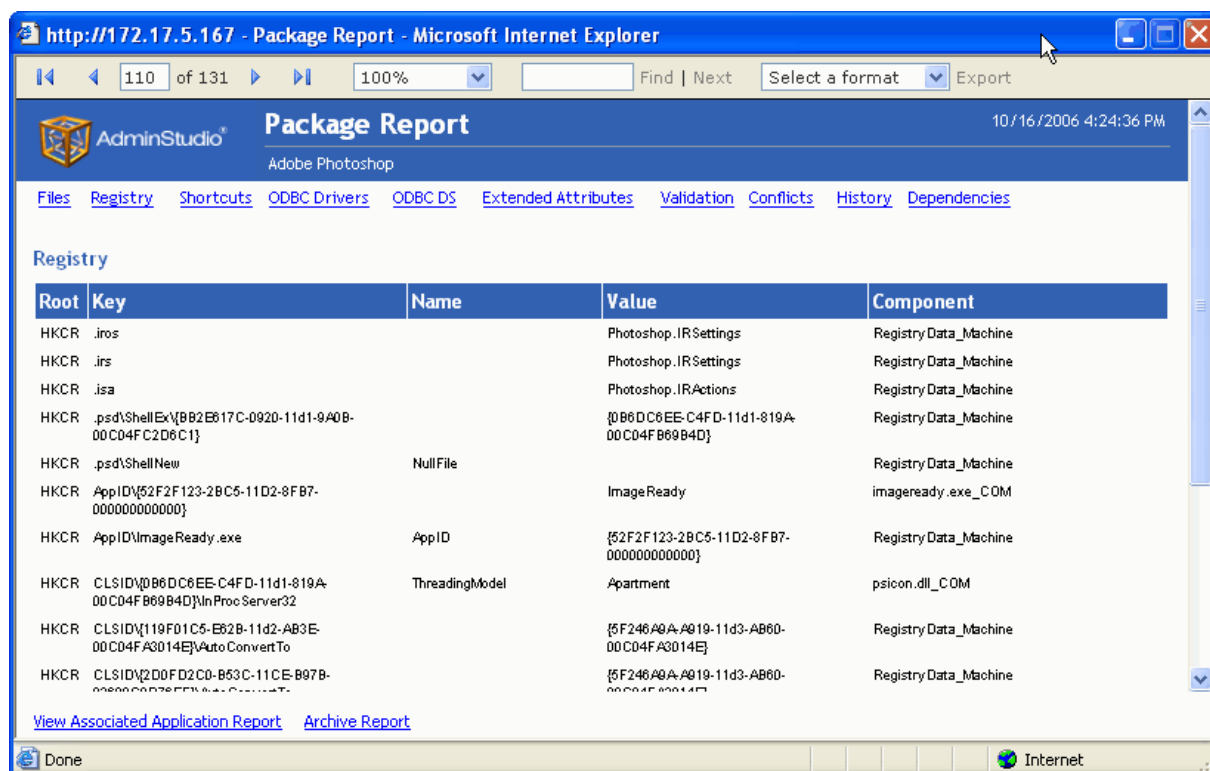 http://172.17.5.167 - Package Report - Microsoft Internet Explorer
110 of 131 100% Find | Next Select a format Export
AdminStudio® Package Report 10/16/2006 4:24:36 PM
Adobe Photoshop
Files Registry Shortcuts ODBC Drivers ODBC DS Extended Attributes Validation Conflicts History Dependencies
Registry
Root Key Name Value Component
HKCR .iros Photoshop.IRSettings RegistryData_Machine
HKCR .irs Photoshop.IRSettings RegistryData_Machine
HKCR .isa Photoshop.IRActions RegistryData_Machine
HKCR .psd\ShellEx\{BB2E617C-0920-11d1-9A0B- {0B6DC6EE-C4FD-11d1-819A- RegistryData_Machine
00C04FC2D6C1} 00C04FB69B4D}
HKCR .psd\ShellNew NullFile RegistryData_Machine
HKCR AppID\{52F2F123-2BC5-11D2-8FB7- ImageReady imageready.exe_COM
000000000000}
HKCR AppID\ImageReady.exe AppID {52F2F123-2BC5-11D2-8FB7- RegistryData_Machine
000000000000}
HKCR CLSID\{0B6DC6EE-C4FD-11d1-819A- ThreadingModel Apartment psicon.dll_COM
00C04FB69B4D}\InProcServer32
HKCR CLSID\{119F01C5-E62B-11d2-AB3E- {5F246A9A-A919-11d3-AB60- RegistryData_Machine
00C04FA3014E}\AutoConvertTo 00C04FA3014E}
HKCR CLSID\{2D0FD2C0-B53C-11CE-B97B- {5F246A9A-A919-11d3-AB60- RegistryData_Machine
View Associated Application Report Archive Report
Done Internet